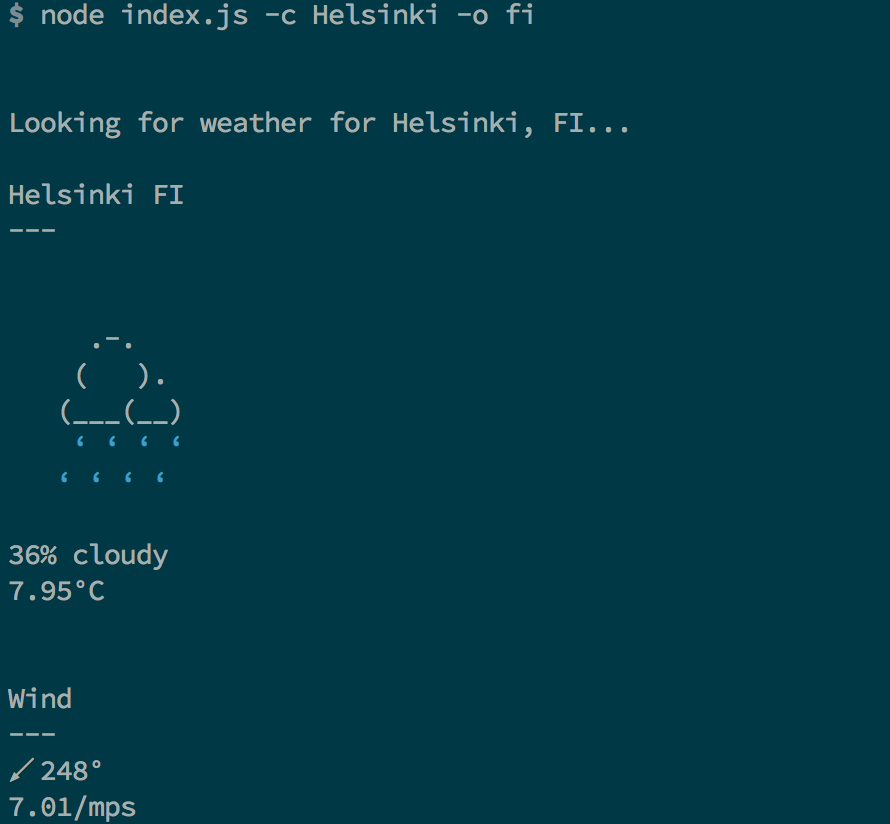 $ node index.js -c Helsinki -o fi
Looking for weather for Helsinki, FI...
Helsinki FI
---
.-.
(   ).
(___(__)
‘ ‘ ‘ ‘
‘ ‘ ‘ ‘
36% cloudy
7.95°C
Wind
---
↙ 248°
7.01/mps